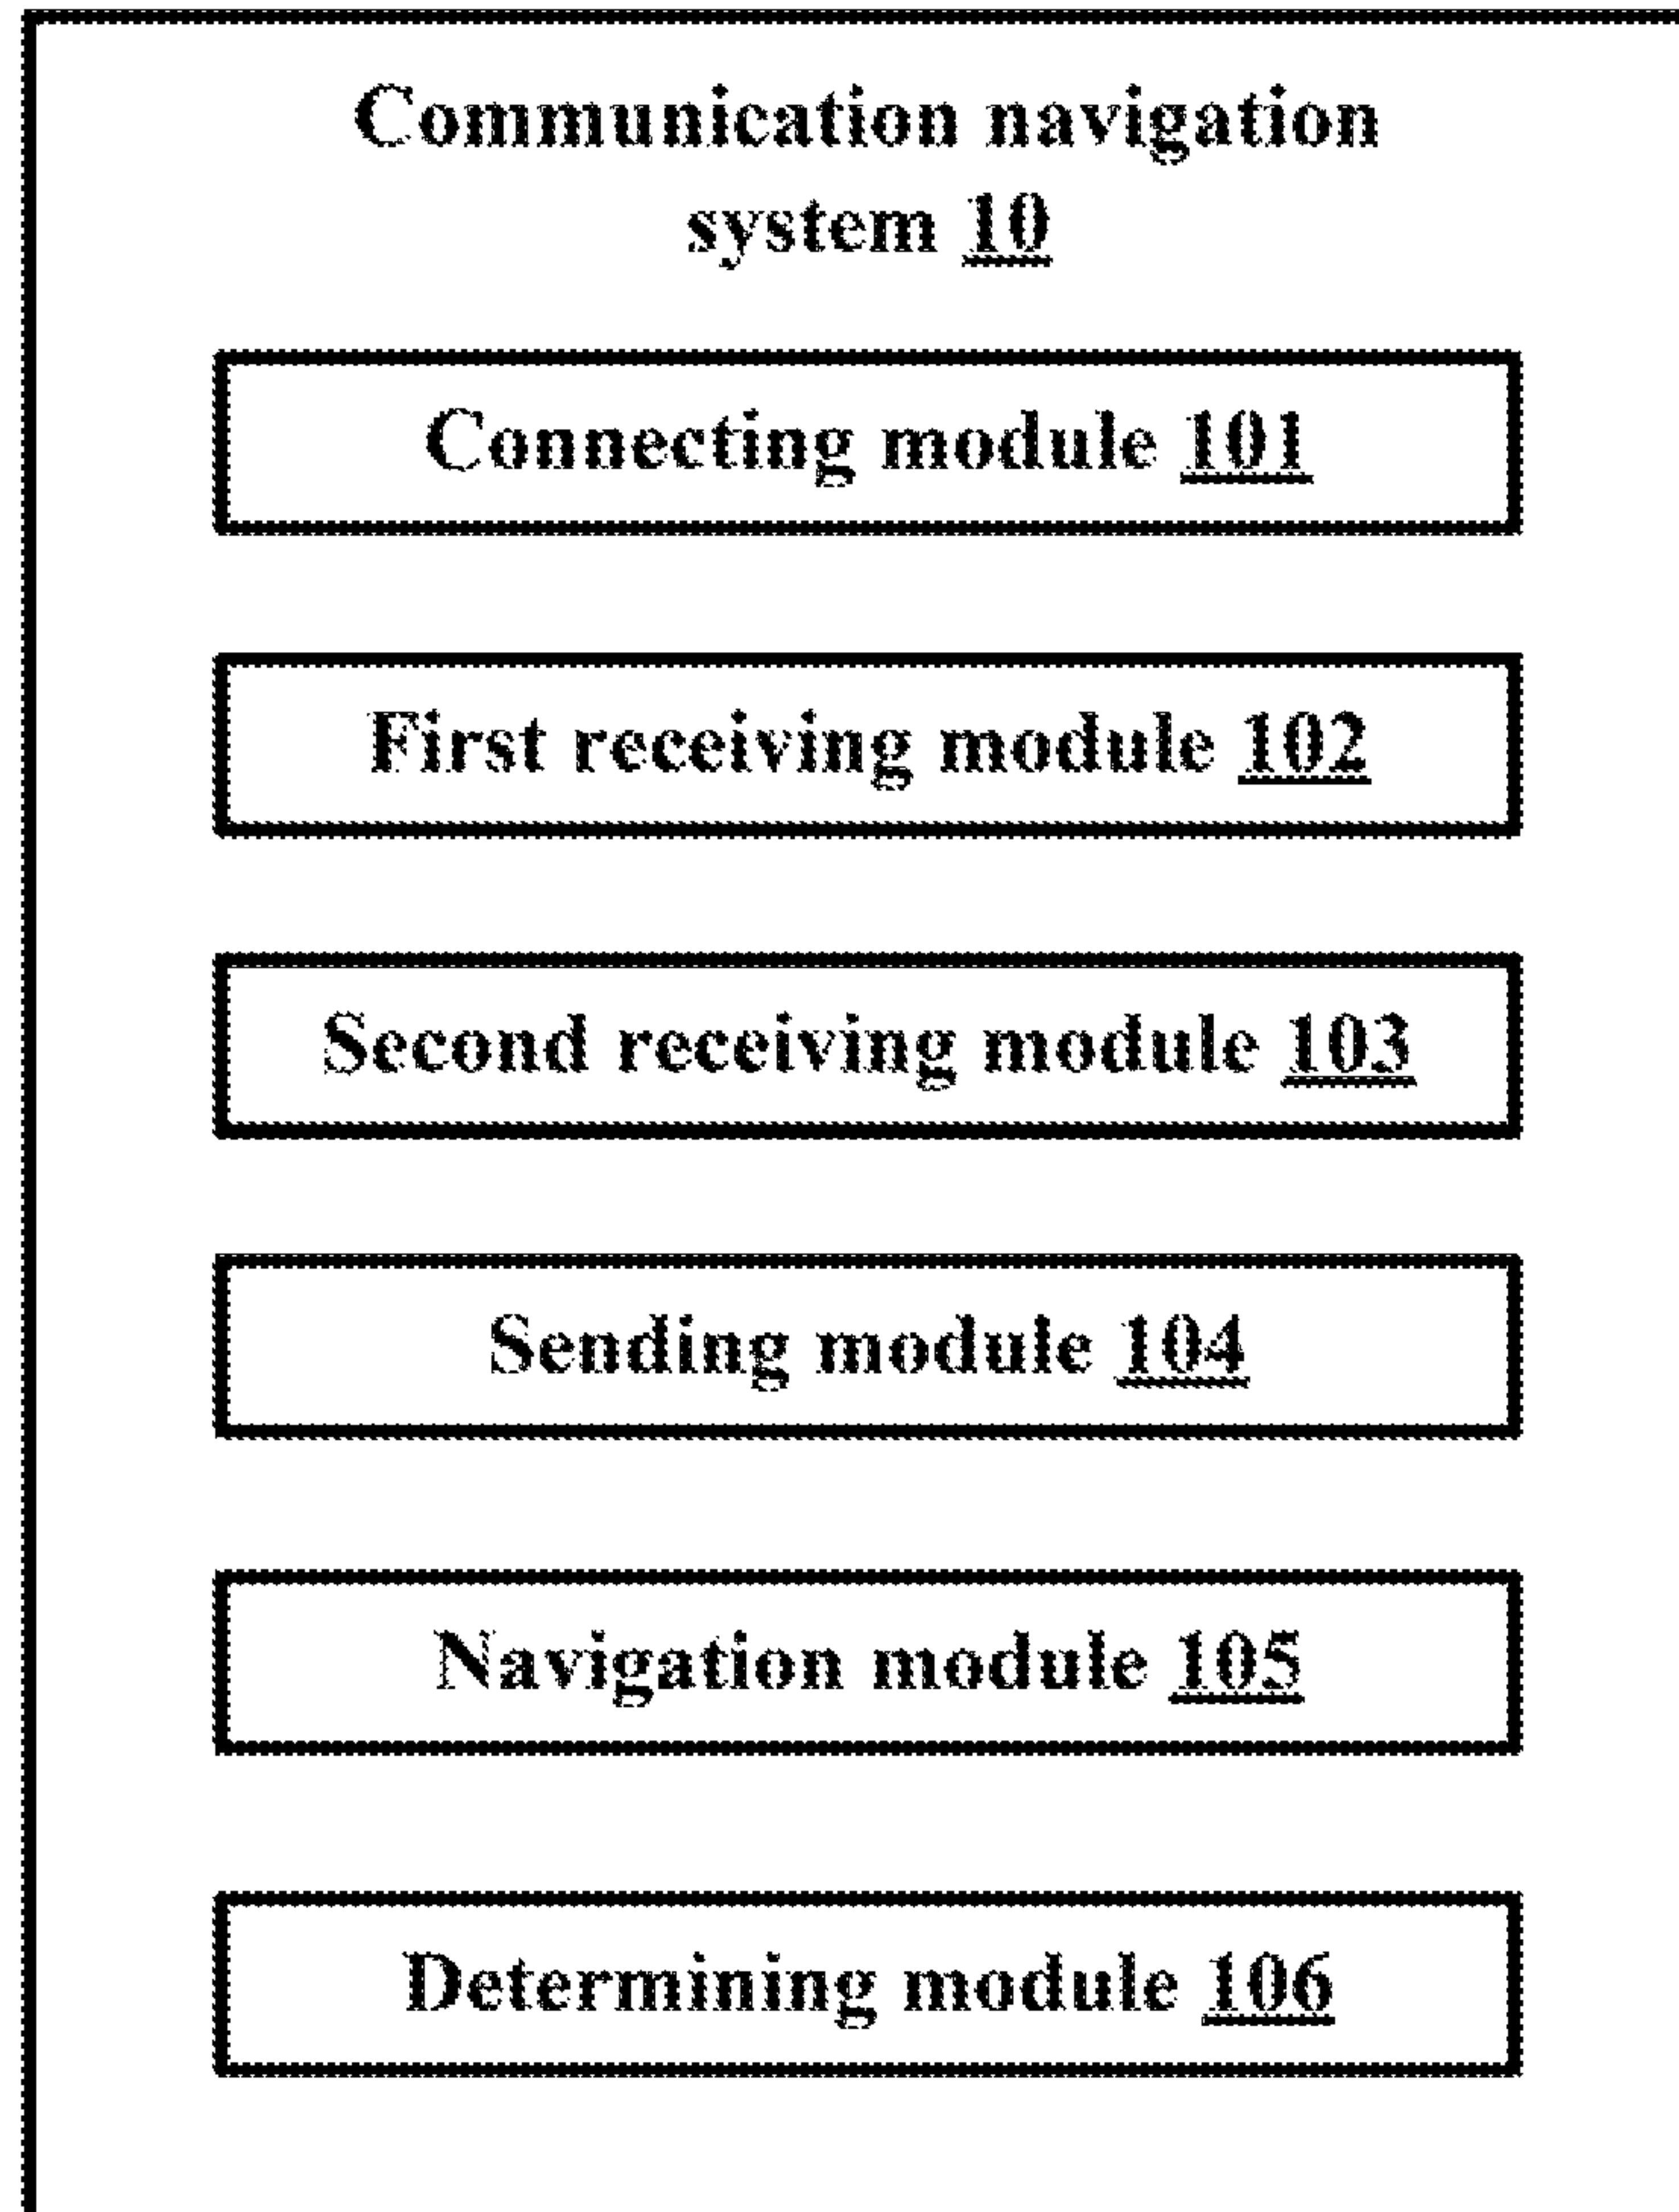 Communication navigation
system 10
Connecting module 101
First receiving module 102
Second receiving module 103
Sending module 104
Navigation module 105
Determining module 106